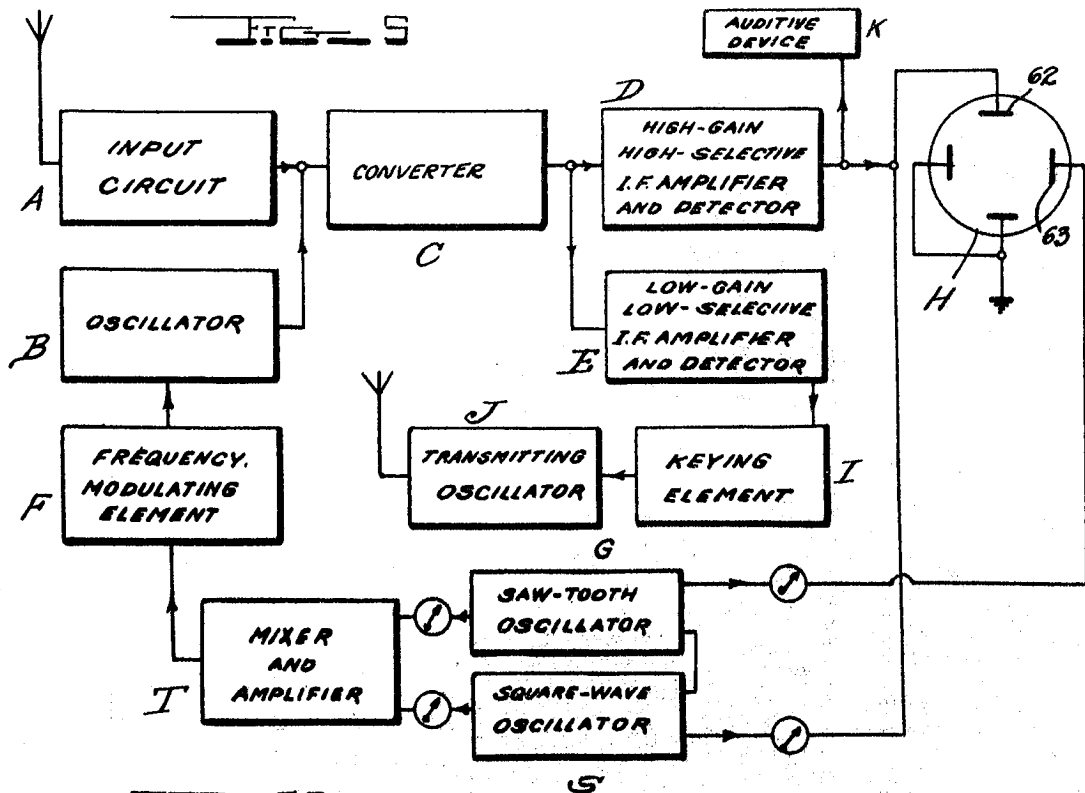 Fig. 5
AUDITIVE
DEVICE
K
62
A
INPUT
CIRCUIT
CONVERTER
C
D
HIGH-GAIN
HIGH-SELECTIVE
I.F. AMPLIFIER
AND DETECTOR
H
63
B
OSCILLATOR
E
LOW-GAIN
LOW-SELECTIVE
I.F. AMPLIFIER
AND DETECTOR
F
FREQUENCY.
MODULATING
ELEMENT
J
TRANSMITTING
OSCILLATOR
KEYING
ELEMENT
I
G
SAW-TOOTH
OSCILLATOR
T
MIXER
AND
AMPLIFIER
SQUARE-WAVE
OSCILLATOR
S